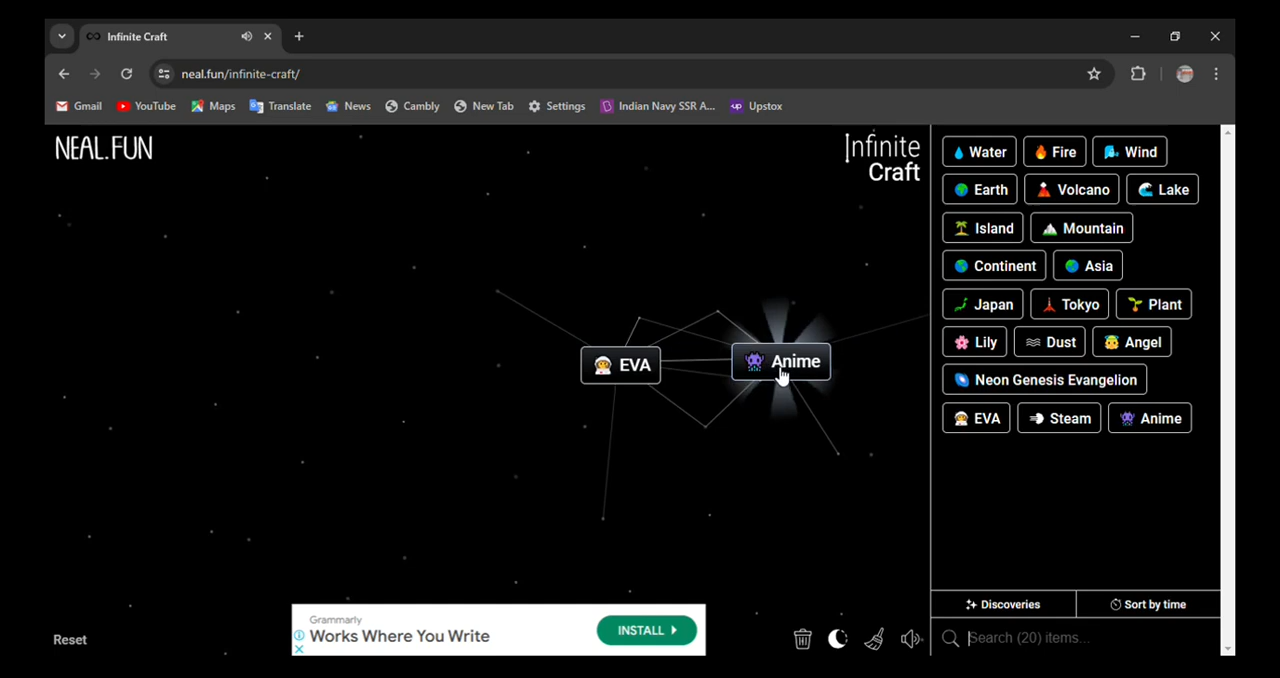 Infinite Craft
neal.fun/infinite-craft/
Gmail YouTube Maps Translate News Cambly New Tab Settings Indian Navy SSR A... Upstox
NEAL.FUN
Infinite
Craft
Water Fire Wind
Earth Volcano Lake
Island Mountain
Continent Asia
Japan Tokyo Plant
Lily Dust Angel
Neon Genesis Evangelion
EVA Steam Anime
EVA Anime
Discoveries Sort by time
Search (20) items...
Grammarly
Works Where You Write
INSTALL
Reset